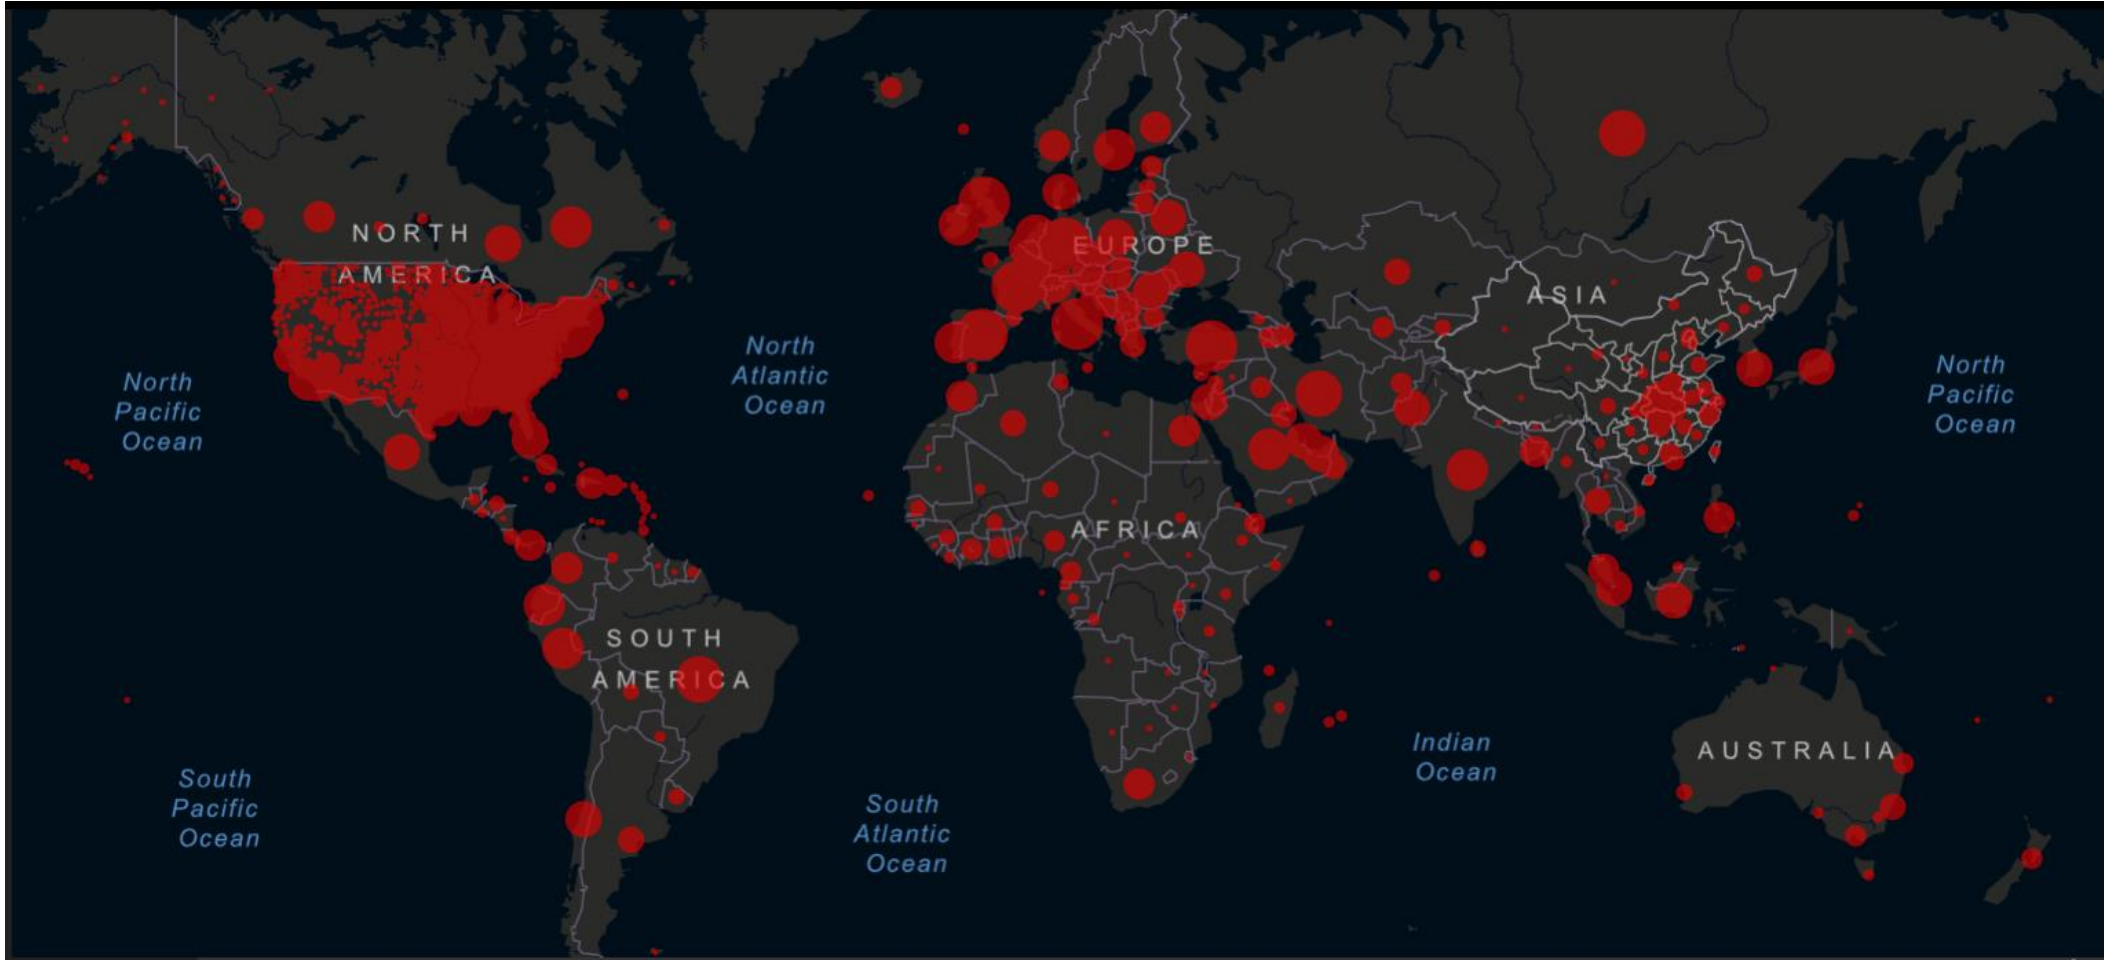 NORTH
AMERICA
EUROPE
ASIA
North
Pacific
Ocean
North
Atlantic
Ocean
North
Pacific
Ocean
AFRICA
SOUTH
AMERICA
South
Pacific
Ocean
South
Atlantic
Ocean
Indian
Ocean
AUSTRALIA